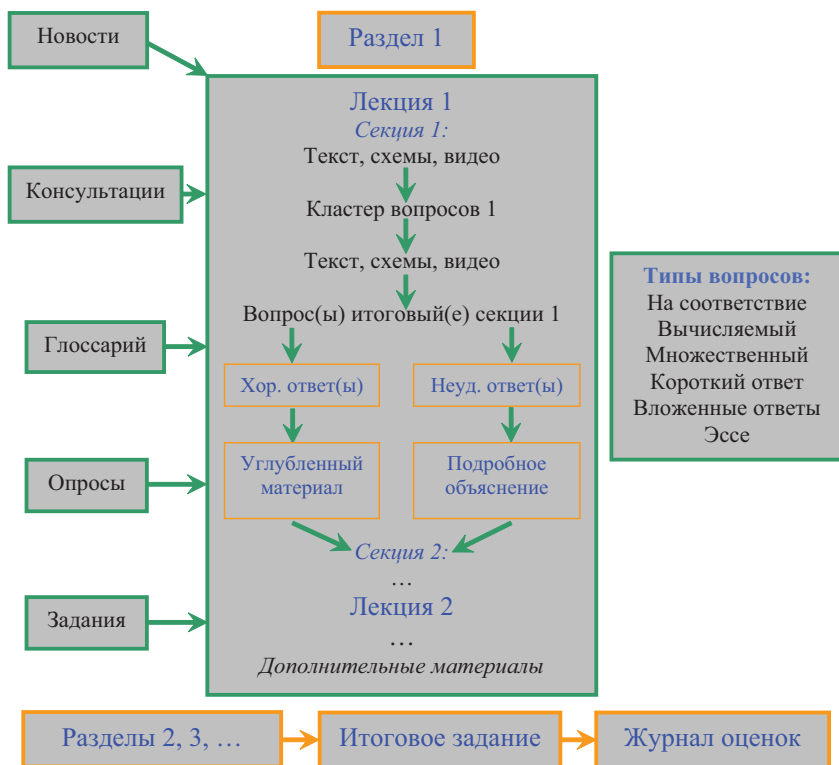 Новости
Раздел 1
Лекция 1
Секция 1:
Текст, схемы, видео
Консультации
Кластер вопросов 1
Текст, схемы, видео
Вопрос(ы) итоговый(е) секции 1
Глоссарий
Хор. ответ(ы)
Неуд. ответ(ы)
Опросы
Углубленный
материал
Подробное
объяснение
Секция 2:
…
Задания
Лекция 2
…
Дополнительные материалы
Типы вопросов:
На соответствие
Вычисляемый
Множественный
Короткий ответ
Вложенные ответы
Эссе
Разделы 2, 3, …
Итоговое задание
Журнал оценок